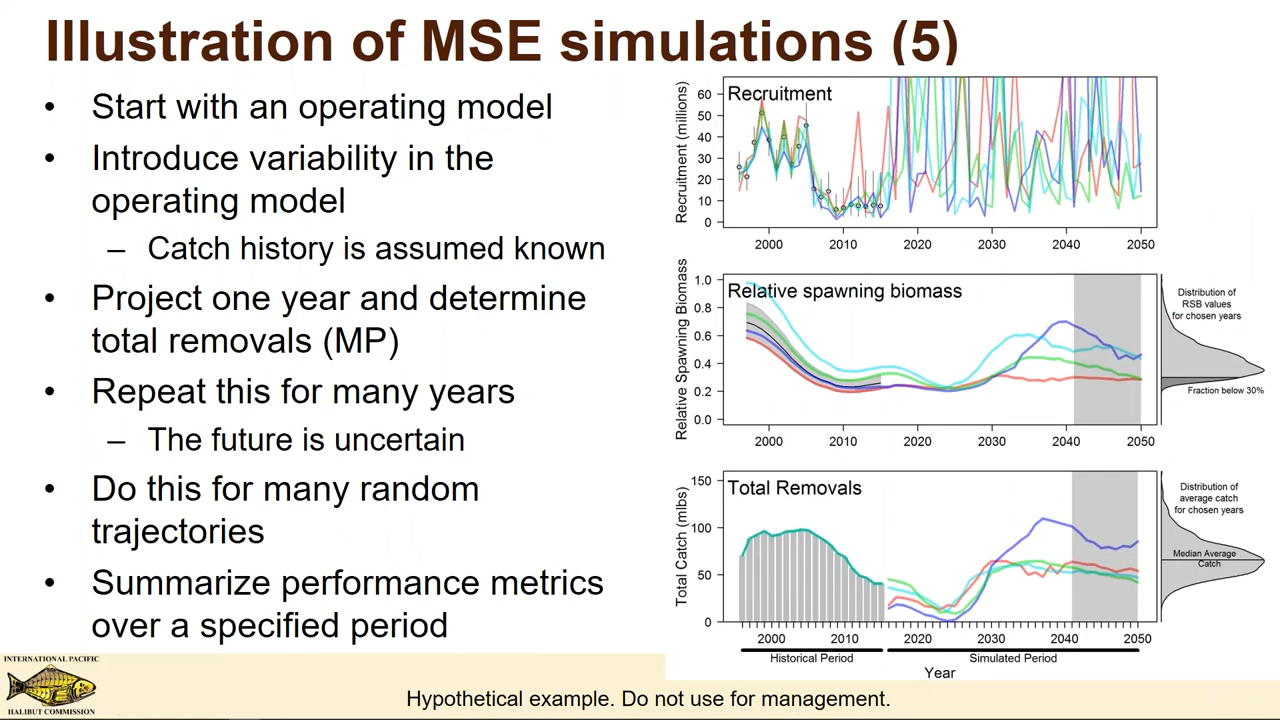 Illustration of MSE simulations (5)
• Start with an operating model
• Introduce variability in the
operating model
– Catch history is assumed known
• Project one year and determine
total removals (MP)
• Repeat this for many years
– The future is uncertain
• Do this for many random
trajectories
• Summarize performance metrics
over a specified period
Recruitment
Recruitment (millions)
60
50
40
30
20
10
0
2000 2010 2020 2030 2040 2050
Relative spawning biomass
Relative Spawning Biomass
1.0
0.8
0.6
0.4
0.2
0.0
2000 2010 2020 2030 2040 2050
Distribution of
RSB values
for chosen years
Fraction below 30%
Total Removals
Total Catch (mlbs)
150
100
50
0
2000 2010 2020 2030 2040 2050
Historical Period Simulated Period
Year
Distribution of
average catch
for chosen years
Median Average
Catch
INTERNATIONAL PACIFIC
HALIBUT COMMISSION
Hypothetical example. Do not use for management.